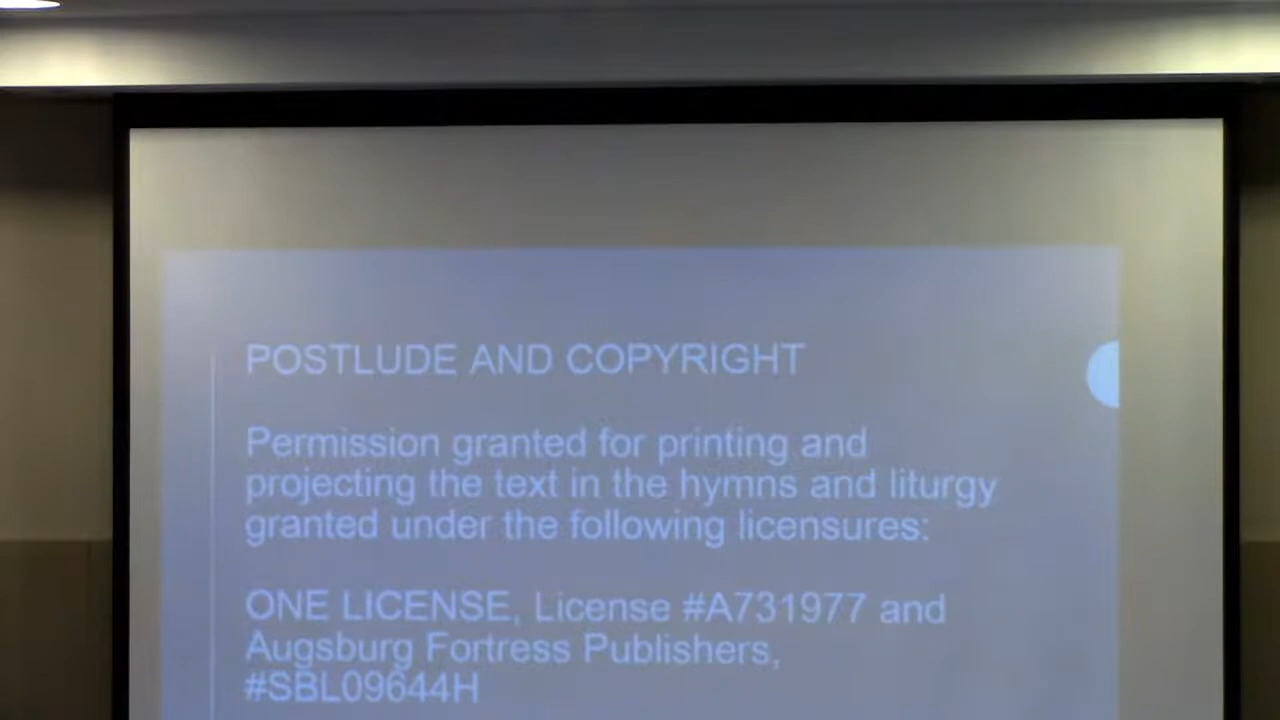 POSTLUDE AND COPYRIGHT
Permission granted for printing and
projecting the text in the hymns and liturgy
granted under the following licensures:
ONE LICENSE, License #A731977 and
Augsburg Fortress Publishers,
#SBL09644H